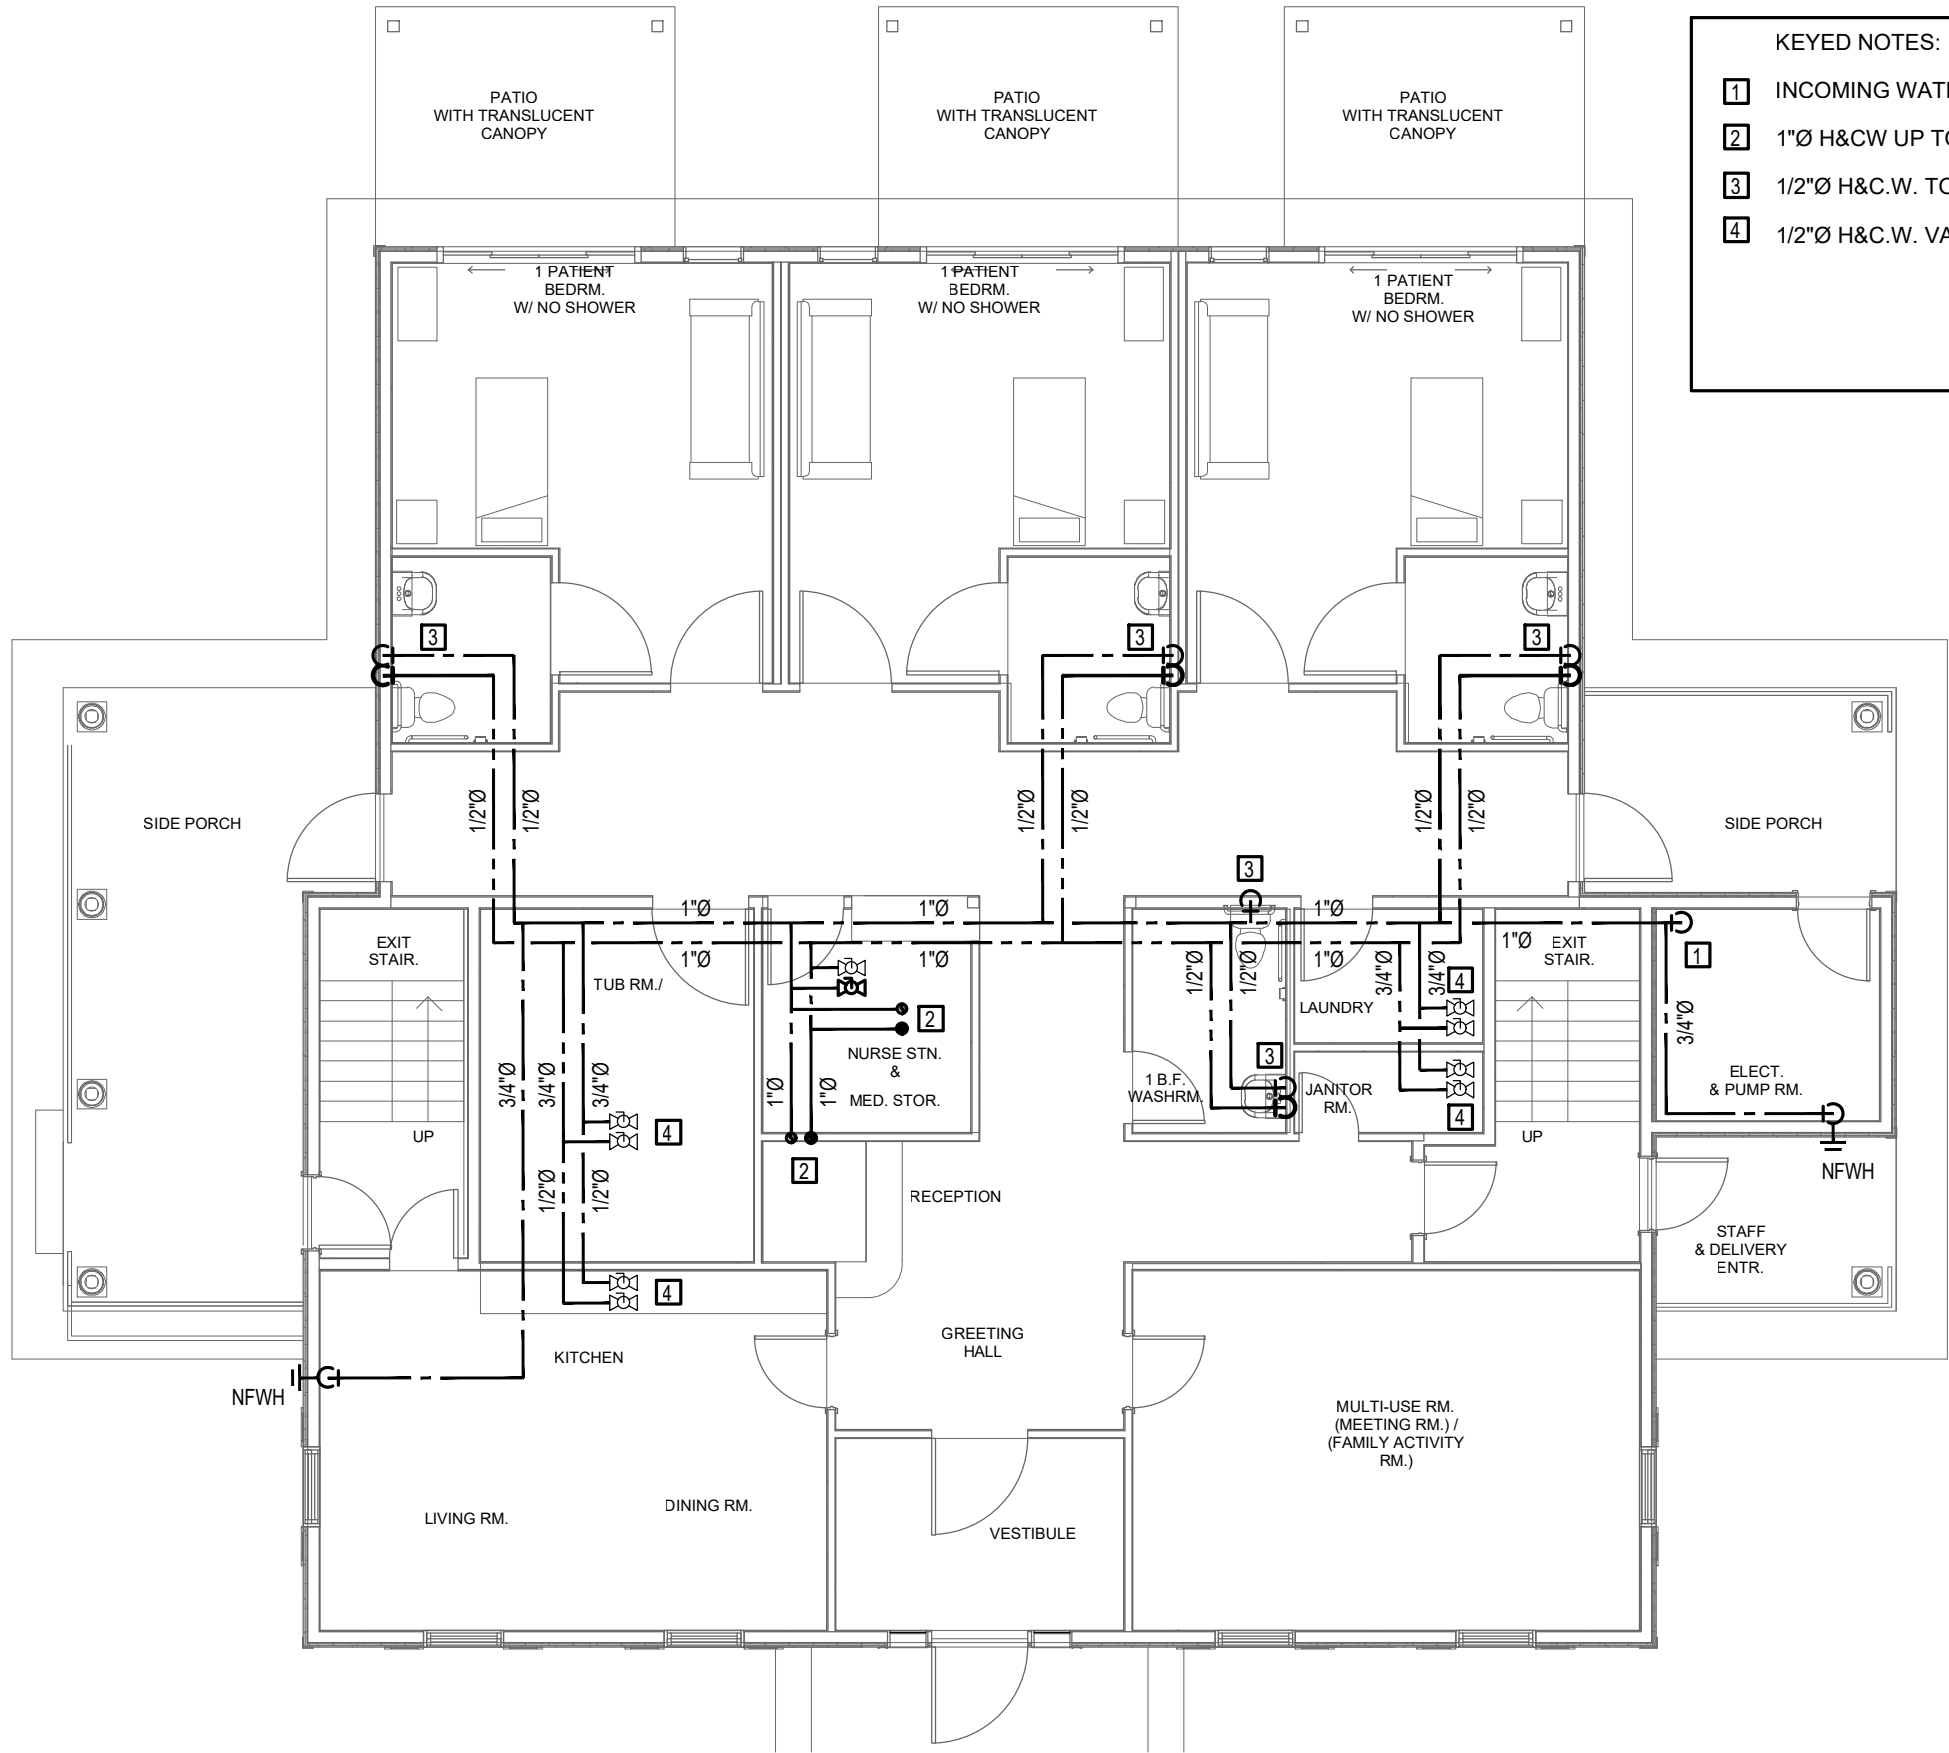 PATIO
WITH TRANSLUCENT
CANOPY
PATIO
WITH TRANSLUCENT
CANOPY
PATIO
WITH TRANSLUCENT
CANOPY
KEYED NOTES:
1 INCOMING WAT
2 1"Ø H&CW UP TO
3 1/2"Ø H&C.W. TO
4 1/2"Ø H&C.W. VA
1 PATIENT
BEDRM.
W/ NO SHOWER
1 PATIENT
BEDRM.
W/ NO SHOWER
1 PATIENT
BEDRM.
W/ NO SHOWER
3
3
3
SIDE PORCH
1/2"Ø
1/2"Ø
1/2"Ø
1/2"Ø
1/2"Ø
1/2"Ø
SIDE PORCH
3
1"Ø
1"Ø
1"Ø
EXIT
STAIR.
1"Ø
1"Ø
1"Ø
1"Ø
EXIT
STAIR.
1
TUB RM./
1/2"Ø
1/2"Ø
3/4"Ø
3/4"Ø
4
LAUNDRY
2
3/4"Ø
NURSE STN.
&
MED. STOR.
3/4"Ø
3/4"Ø
3/4"Ø
1"Ø
1"Ø
3
1 B.F.
WASHRM.
JANITOR
RM.
4
ELECT.
& PUMP RM.
UP
4
UP
2
NFWH
1/2"Ø
1/2"Ø
RECEPTION
STAFF
& DELIVERY
ENTR.
4
GREETING
HALL
KITCHEN
NFWH
MULTI-USE RM.
(MEETING RM.) /
(FAMILY ACTIVITY
RM.)
LIVING RM.
DINING RM.
VESTIBULE